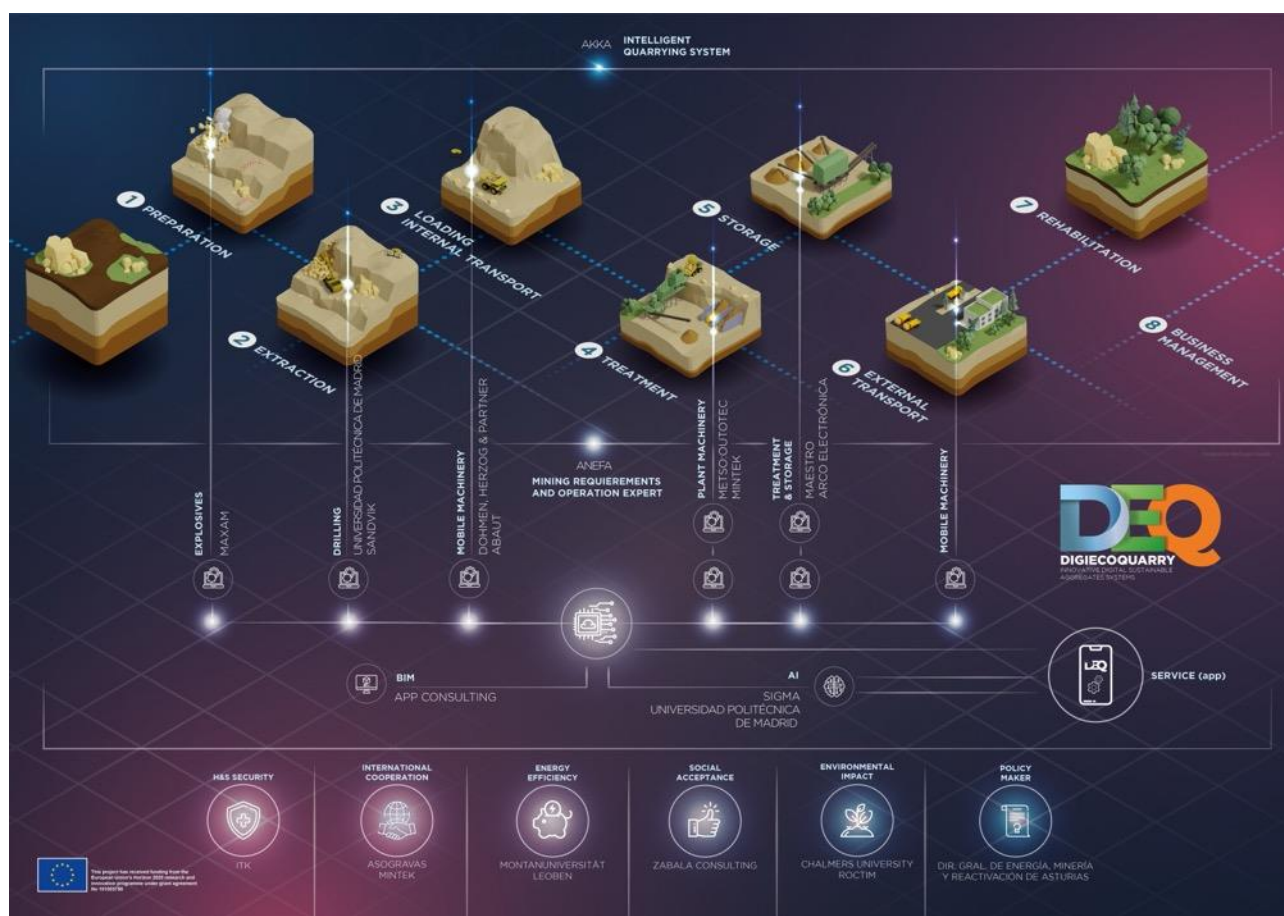 AKKA
INTELLIGENT
QUARRYING SYSTEM
1 PREPARATION
2 EXTRACTION
3 LOADING
INTERNAL TRANSPORT
4 TREATMENT
5 STORAGE
6 EXTERNAL
TRANSPORT
7 REHABILITATION
8 BUSINESS
MANAGEMENT
ANEFA
MINING REQUIEREMENTS
AND OPERATION EXPERT
EXPLOSIVES
MAXAM
DRILLING
UNIVERSIDAD POLITÉCNICA DE MADRID
SANDVIK
MOBILE MACHINERY
DOHMEN, HERZOG & PARTNER
ABAUT
PLANT MACHINERY
METSO:OUTOTEC
MINTEK
TREATMENT
& STORAGE
MAESTRO
ARCO ELECTRÓNICA
MOBILE MACHINERY
DEQ
DIGIECOQUARRY
INNOVATIVE DIGITAL SUSTAINABLE
AGGREGATES SYSTEMS
BIM
APP CONSULTING
AI
SIGMA
UNIVERSIDAD POLITÉCNICA
DE MADRID
DEQ
SERVICE (app)
H&S SECURITY
ITK
INTERNATIONAL
COOPERATION
ASOGRAVAS
MINTEK
ENERGY
EFFICIENCY
MONTANUNIVERSITÄT
LEOBEN
SOCIAL
ACCEPTANCE
ZABALA CONSULTING
ENVIRONMENTAL
IMPACT
CHALMERS UNIVERSITY
ROCTIM
POLICY
MAKER
DIR. GRAL. DE ENERGÍA, MINERÍA
Y REACTIVACIÓN DE ASTURIAS
This project has received funding from the
European Union's Horizon 2020 research and
innovation programme under grant agreement